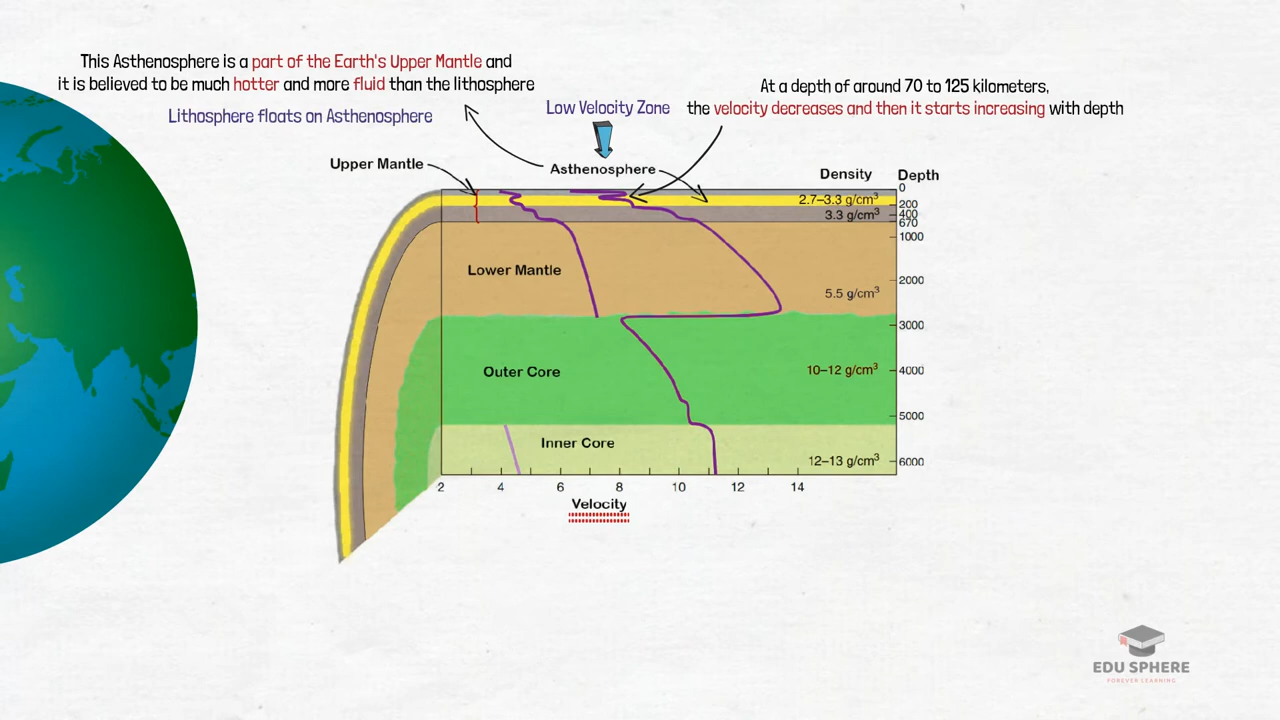 This Asthenosphere is a part of the Earth's Upper Mantle and
it is believed to be much hotter and more fluid than the lithosphere
Lithosphere floats on Asthenosphere
Low Velocity Zone
At a depth of around 70 to 125 kilometers,
the velocity decreases and then it starts increasing with depth
Upper Mantle
Asthenosphere
Density
Depth
0
2.7–3.3 g/cm³
200
3.3 g/cm³
400
670
1000
Lower Mantle
2000
5.5 g/cm³
3000
Outer Core
10–12 g/cm³
4000
5000
Inner Core
12–13 g/cm³
6000
2 4 6 8 10 12 14
Velocity
EDU SPHERE
FOREVER LEARNING